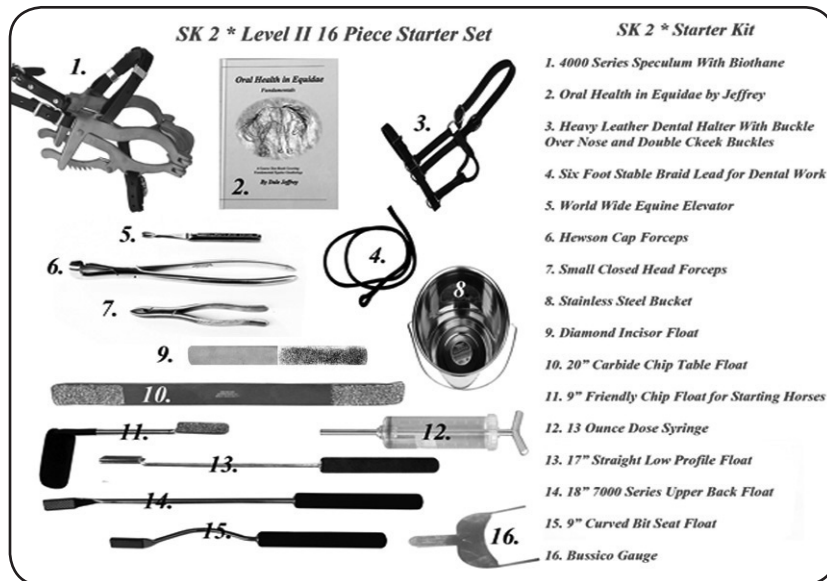 SK 2 * Level II 16 Piece Starter Set
1.
Oral Health in Equidae
Fundamentals
2.
By Dale Jeffrey
3.
4.
5.
6.
7.
8
9.
10.
11.
12.
13.
14.
15.
16.
SK 2 * Starter Kit
1. 4000 Series Speculum With Biothane
2. Oral Health in Equidae by Jeffrey
3. Heavy Leather Dental Halter With Buckle
Over Nose and Double Ckeek Buckles
4. Six Foot Stable Braid Lead for Dental Work
5. World Wide Equine Elevator
6. Hewson Cap Forceps
7. Small Closed Head Forceps
8. Stainless Steel Bucket
9. Diamond Incisor Float
10. 20” Carbide Chip Table Float
11. 9” Friendly Chip Float for Starting Horses
12. 13 Ounce Dose Syringe
13. 17” Straight Low Profile Float
14. 18” 7000 Series Upper Back Float
15. 9” Curved Bit Seat Float
16. Bussico Gauge